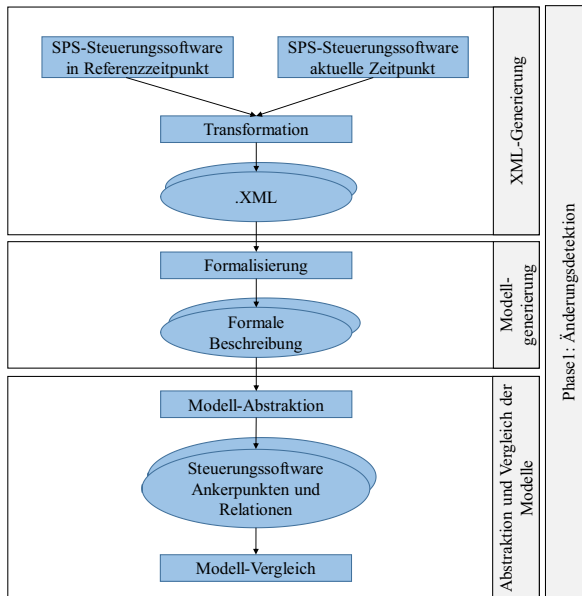 SPS-Steuerungssoftware
in Referenzzeitpunkt
SPS-Steuerungssoftware
aktuelle Zeitpunkt
Transformation
.XML
XML-Generierung
Formalisierung
Formale
Beschreibung
Modell-
generierung
Modell-Abstraktion
Steuerungssoftware
Ankerpunkten und
Relationen
Modell-Vergleich
Abstraktion und Vergleich der
Modelle
Phase1: Änderungsdetektion